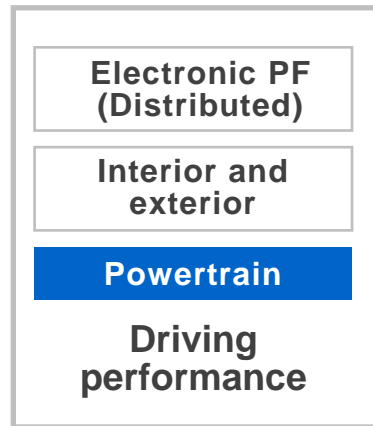 Electronic PF
(Distributed)
Interior and
exterior
Powertrain
Driving
performance